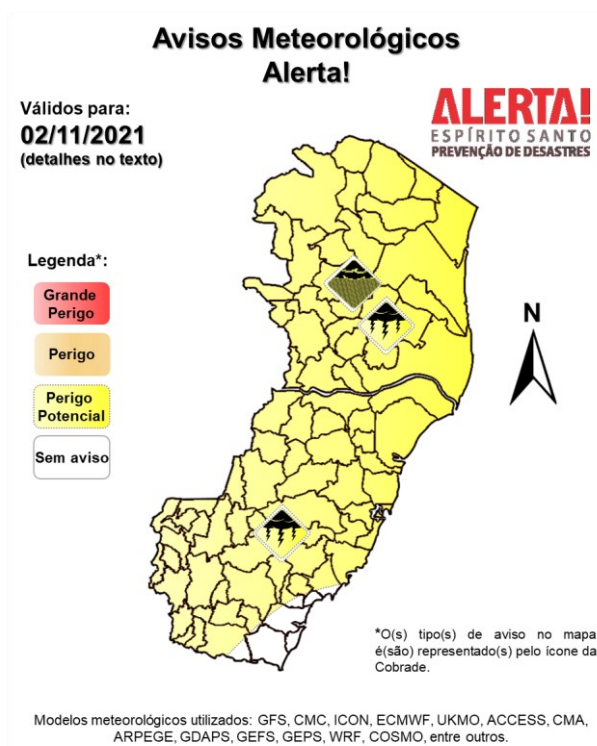 Avisos Meteorológicos
Alerta!
Válidos para:
02/11/2021
(detalhes no texto)
ALERTA!
ESPÍRITO SANTO
PREVENÇÃO DE DESASTRES
Legenda*:
Grande
Perigo
Perigo
Perigo
Potencial
Sem aviso
N
*O(s) tipo(s) de aviso no mapa
é(são) representado(s) pelo ícone da
Cobrade.
Modelos meteorológicos utilizados: GFS, CMC, ICON, ECMWF, UKMO, ACCESS, CMA,
ARPEGE, GDAPS, GEFS, GEPS, WRF, COSMO, entre outros.